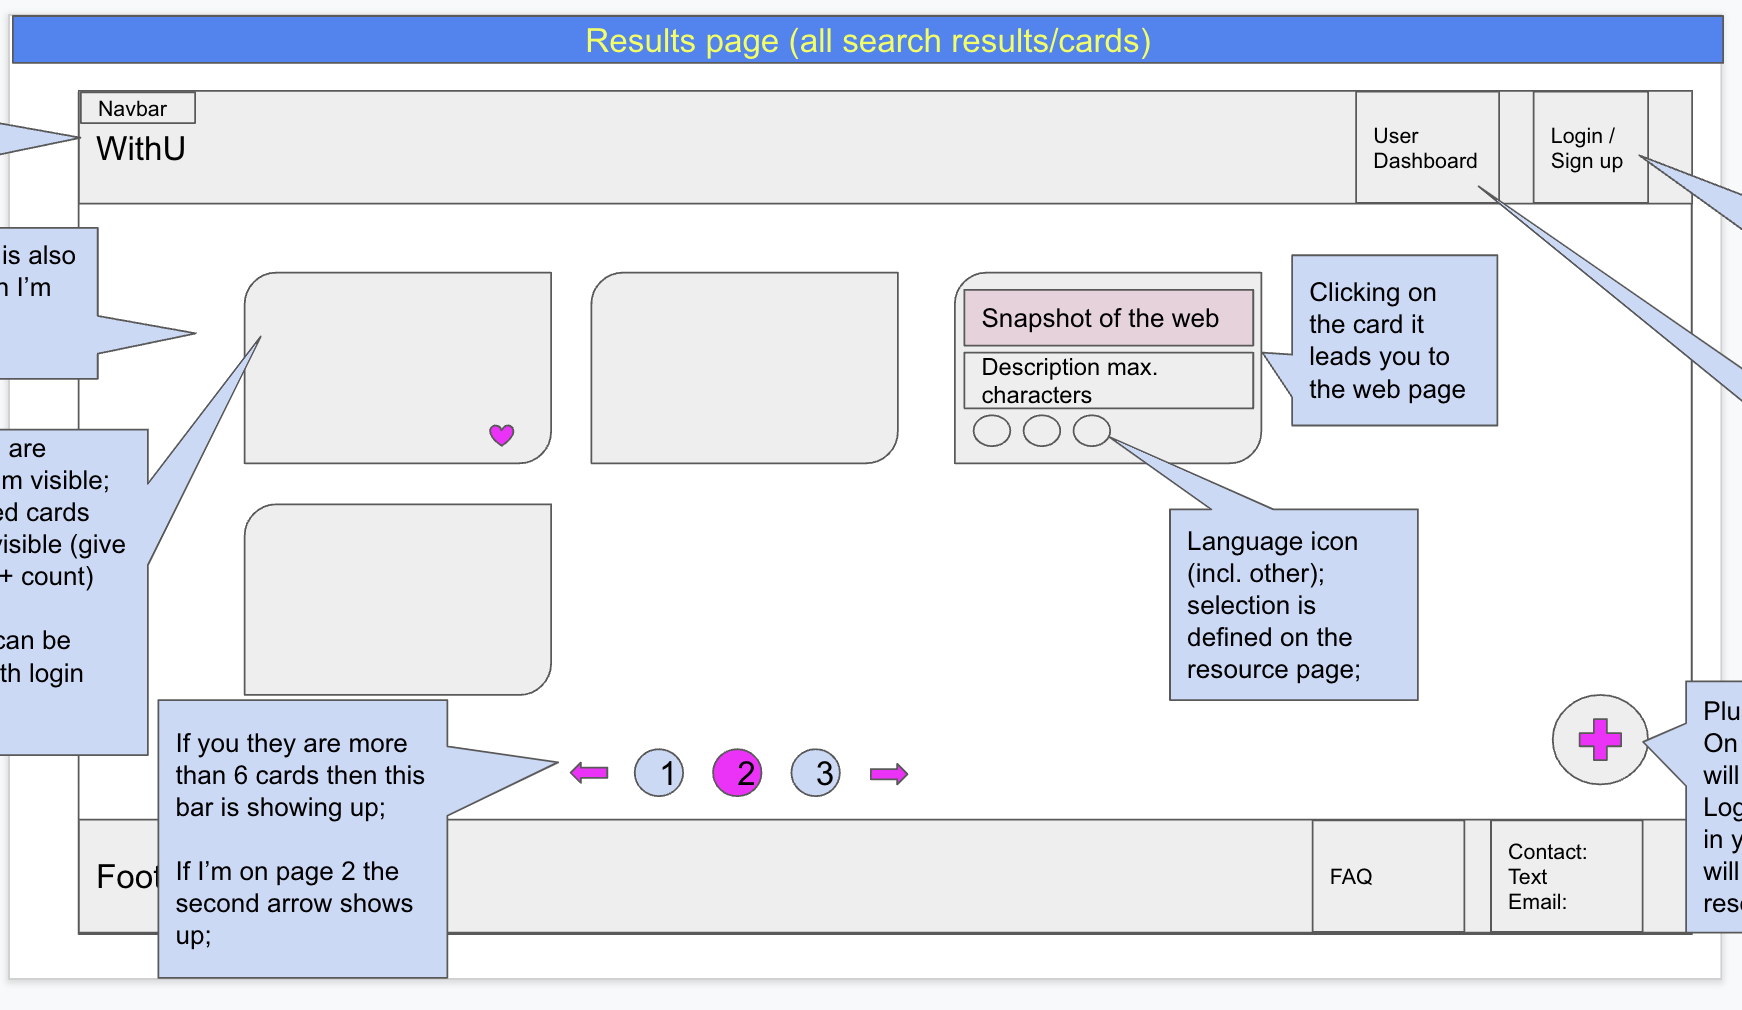 Results page (all search results/cards)
Navbar
WithU
User
Dashboard
Login /
Sign up
is also
I'm
Clicking on
the card it
leads you to
the web page
Snapshot of the web
Description max.
characters
are
m visible;
ed cards
visible (give
+ count)
can be
th login
Language icon
(incl. other);
selection is
defined on the
resource page;
If you they are more
than 6 cards then this
bar is showing up;
If I'm on page 2 the
second arrow shows
up;
1
2
3
Plu
On
will
Log
in y
will
res
Foot
FAQ
Contact:
Text
Email: